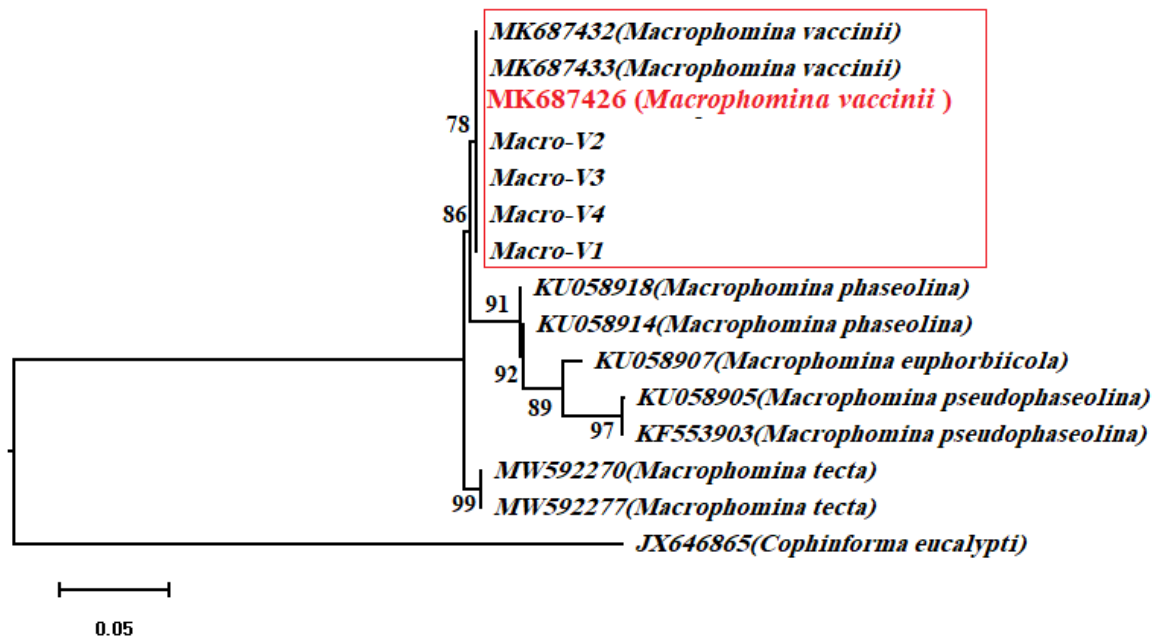 MK687432(Macrophomina vaccinii)
MK687433(Macrophomina vaccinii)
MK687426 (Macrophomina vaccinii )
78
Macro-V2
Macro-V3
86
Macro-V4
Macro-V1
KU058918(Macrophomina phaseolina)
91
KU058914(Macrophomina phaseolina)
KU058907(Macrophomina euphorbiicola)
92
KU058905(Macrophomina pseudophaseolina)
89
97
KF553903(Macrophomina pseudophaseolina)
MW592270(Macrophomina tecta)
99
MW592277(Macrophomina tecta)
JX646865(Cophinforma eucalypti)
0.05